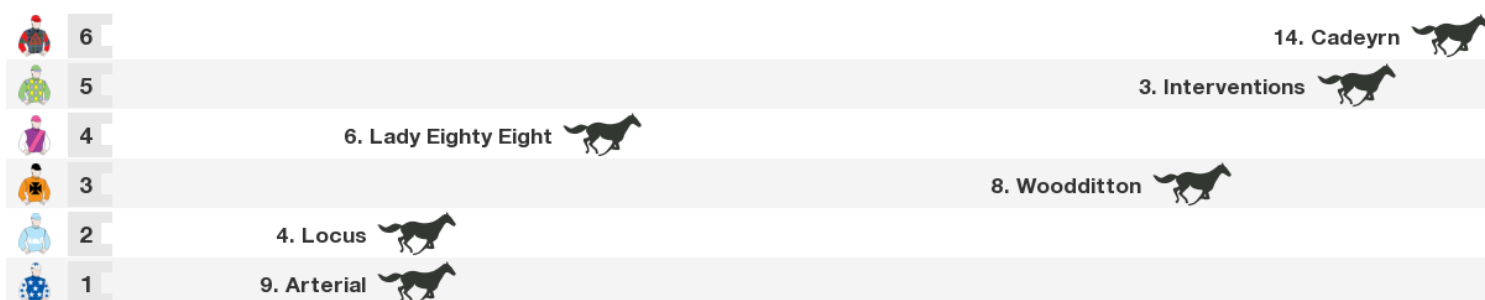 6 14. Cadeyrn
5 3. Interventions
4 6. Lady Eighty Eight
3 8. Woodditton
2 4. Locus
1 9. Arterial